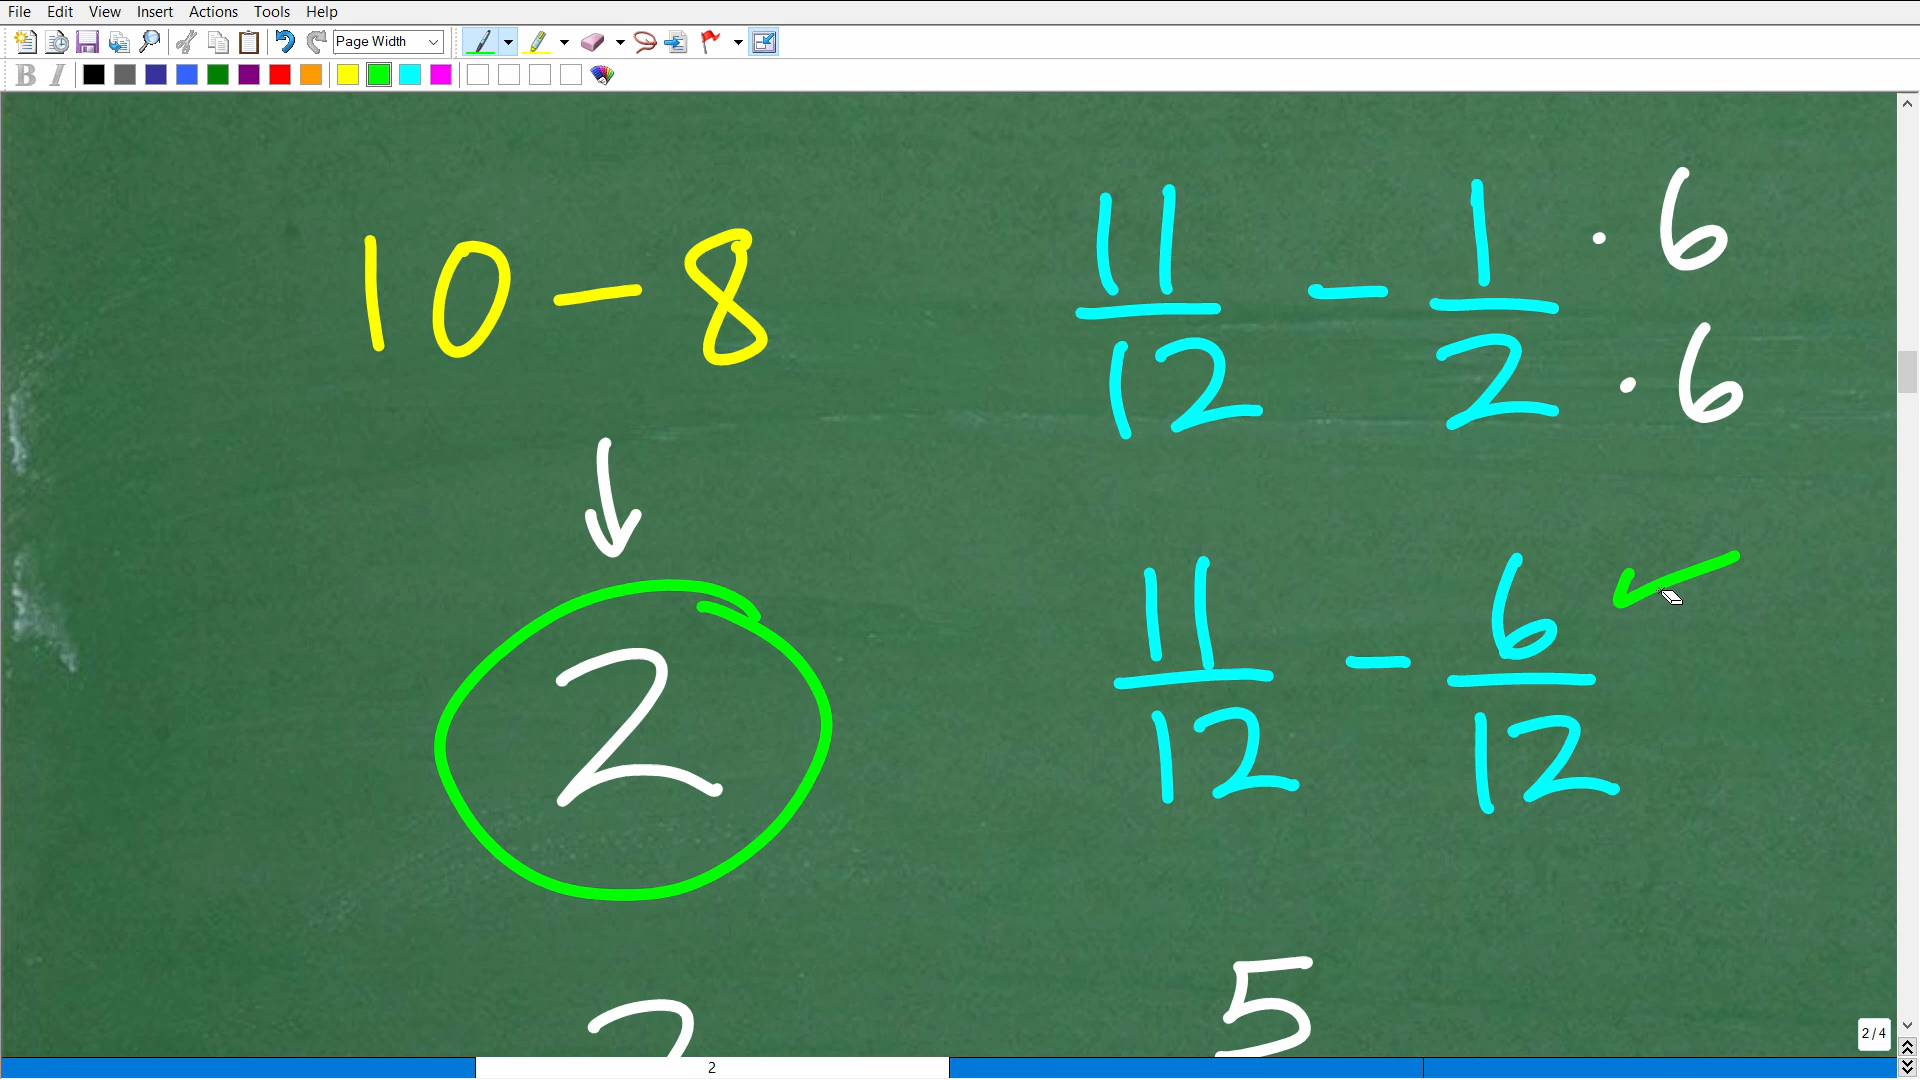 File Edit View Insert Actions Tools Help
Page Width
B I
10 - 8
2
11/12 - 1/2 · 6 · 6
11/12 - 6/12
5
2 / 4
2